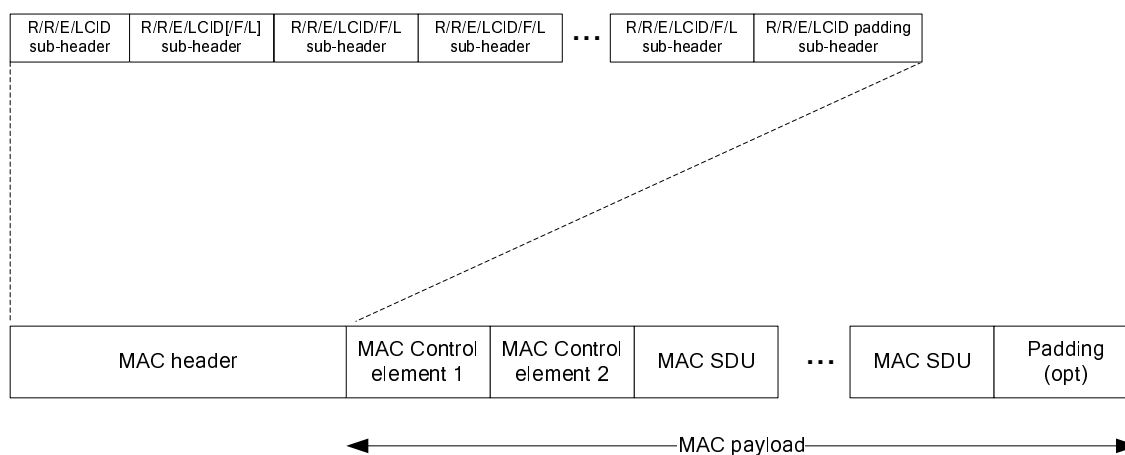 R/R/E/LCID
sub-header
R/R/E/LCID[/F/L]
sub-header
R/R/E/LCID/F/L
sub-header
R/R/E/LCID/F/L
sub-header
...
R/R/E/LCID/F/L
sub-header
R/R/E/LCID padding
sub-header
MAC header
MAC Control
element 1
MAC Control
element 2
MAC SDU
...
MAC SDU
Padding
(opt)
MAC payload